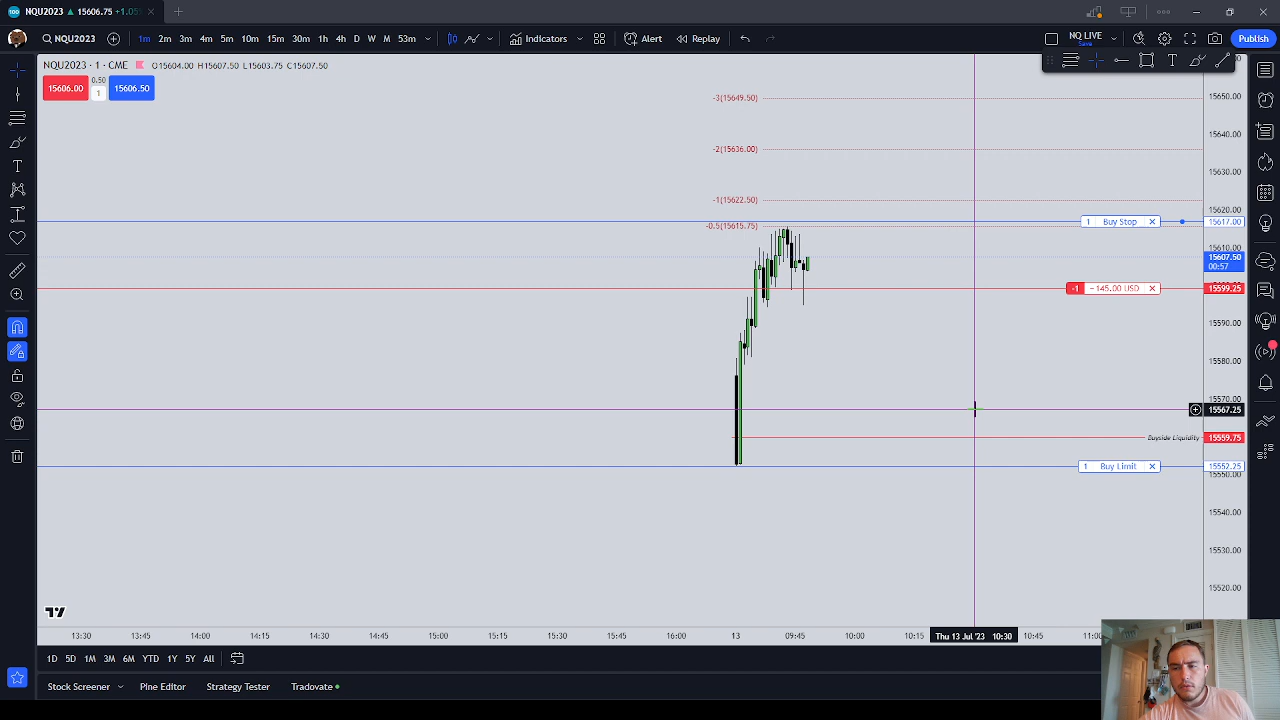 NQU2023 ▲ 15606.75 +1.05%
NQU2023 1m 2m 3m 4m 5m 10m 15m 30m 1h 4h D W M 53m Indicators Alert Replay NQ LIVE Save Publish
NQU2023 · 1 · CME O15604.00 H15607.50 L15603.75 C15607.50
15606.00 0.50 1 15606.50
-3(15649.50)
15650.00
15640.00
-2(15636.00)
15630.00
-1(15622.50)
15620.00
1 Buy Stop 15617.00
-0.5(15615.75)
15610.00
15607.50
00:57
-1 −145.00 USD 15599.25
15590.00
15580.00
15570.00
15567.25
Buyside Liquidity 15559.75
1 Buy Limit 15552.25
15550.00
15540.00
15530.00
15520.00
13:30 13:45 14:00 14:15 14:30 14:45 15:00 15:15 15:30 15:45 16:00 13 09:45 10:00 10:15 Thu 13 Jul '23 10:30 10:45 11:00
1D 5D 1M 3M 6M YTD 1Y 5Y All
Stock Screener Pine Editor Strategy Tester Tradovate